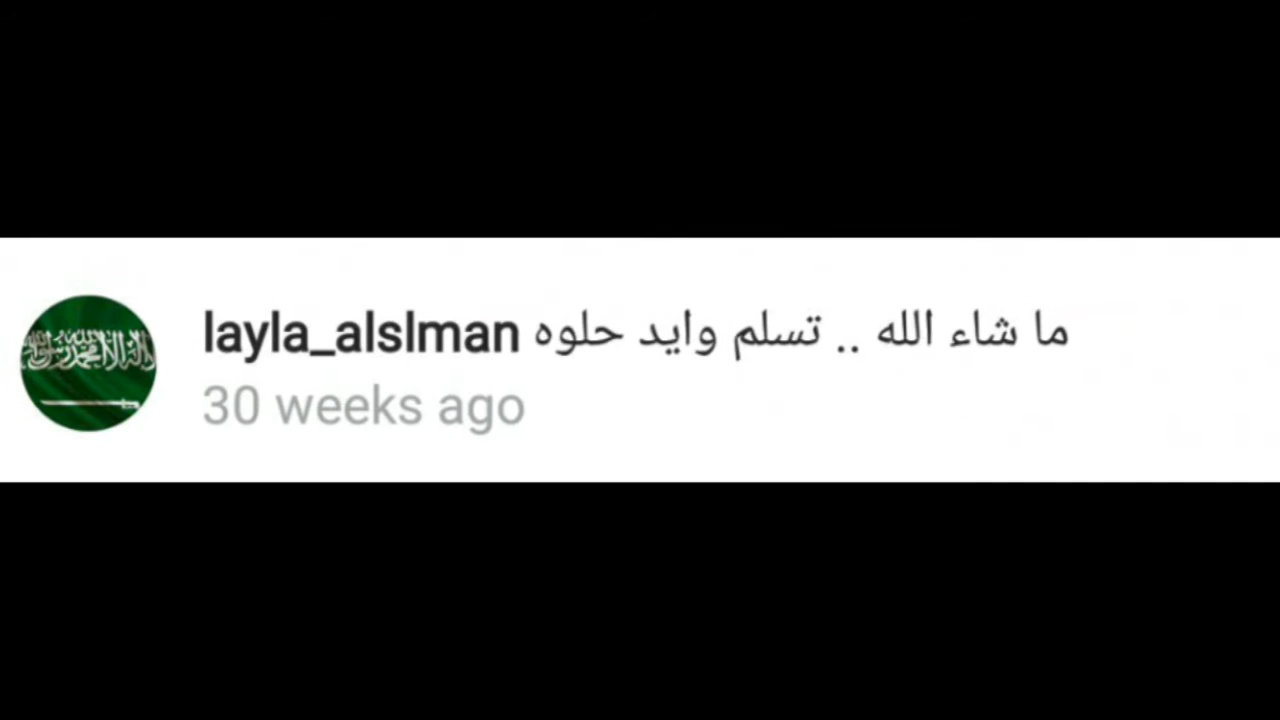 layla_alslman ما شاء الله .. تسلم وايد حلوه
30 weeks ago